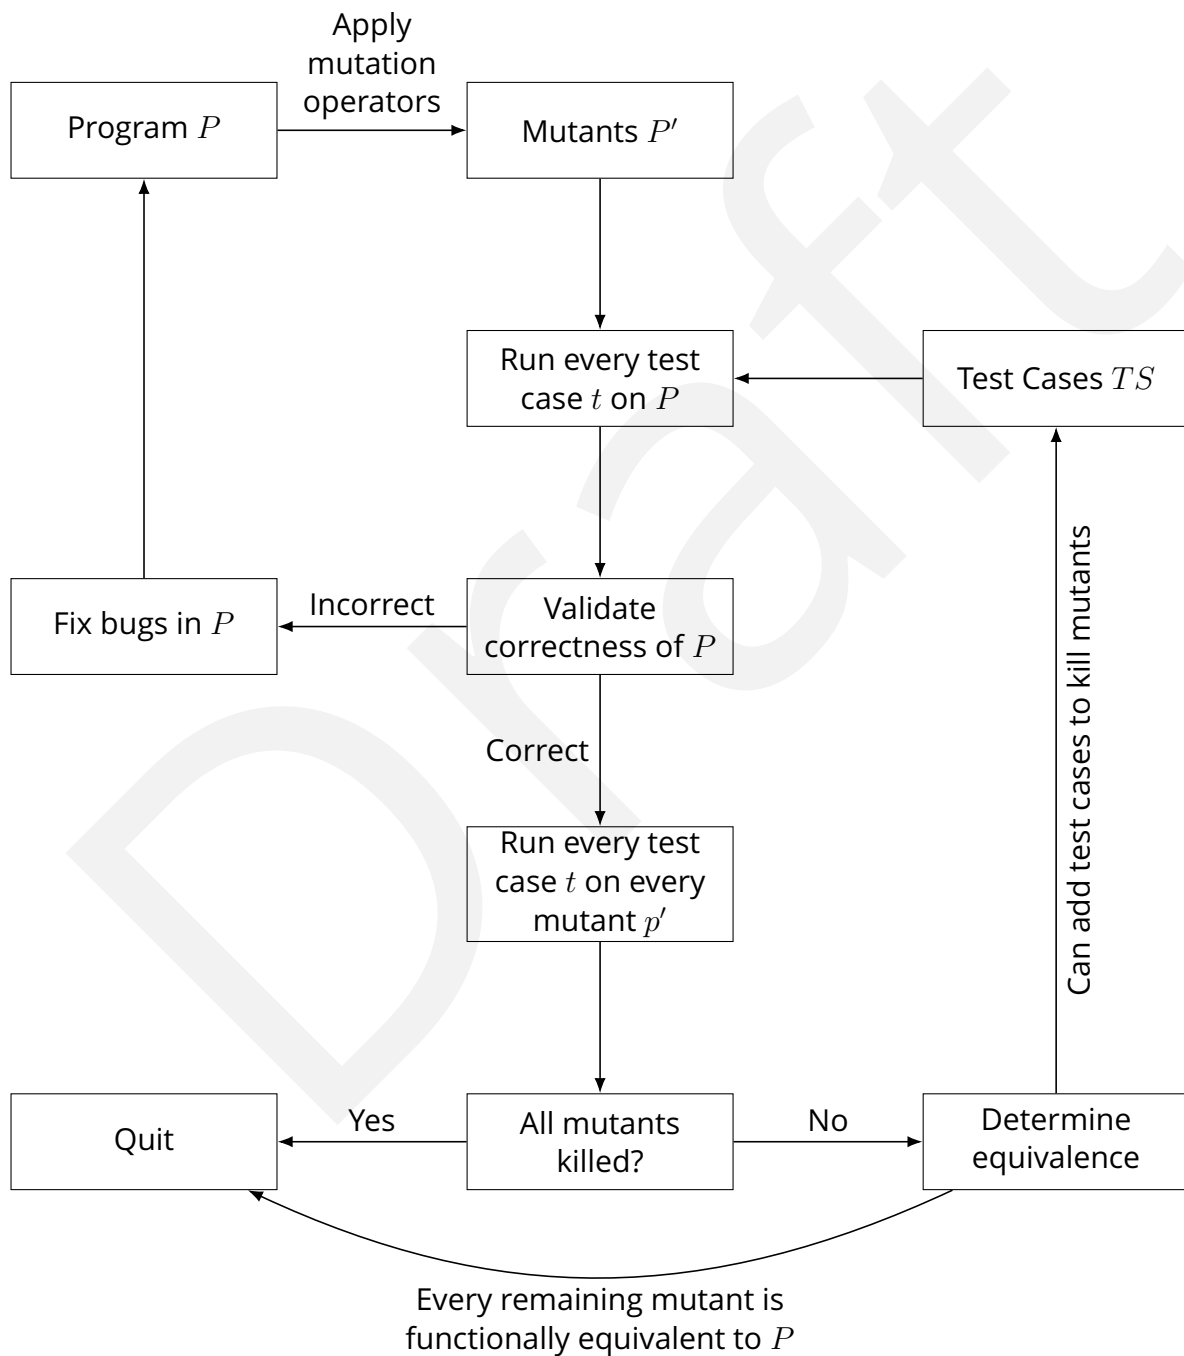 Apply
mutation
operators
Program P
Mutants P′
Run every test
case t on P
Test Cases TS
Fix bugs in P
Incorrect
Validate
correctness of P
Can add test cases to kill mutants
Correct
Run every test
case t on every
mutant p′
Quit
Yes
All mutants
killed?
No
Determine
equivalence
Every remaining mutant is
functionally equivalent to P
Draft